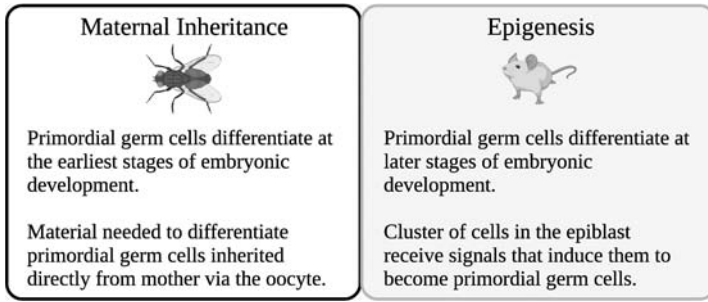 Maternal Inheritance
Primordial germ cells differentiate at
the earliest stages of embryonic
development.
Material needed to differentiate
primordial germ cells inherited
directly from mother via the oocyte.
Epigenesis
Primordial germ cells differentiate at
later stages of embryonic
development.
Cluster of cells in the epiblast
receive signals that induce them to
become primordial germ cells.